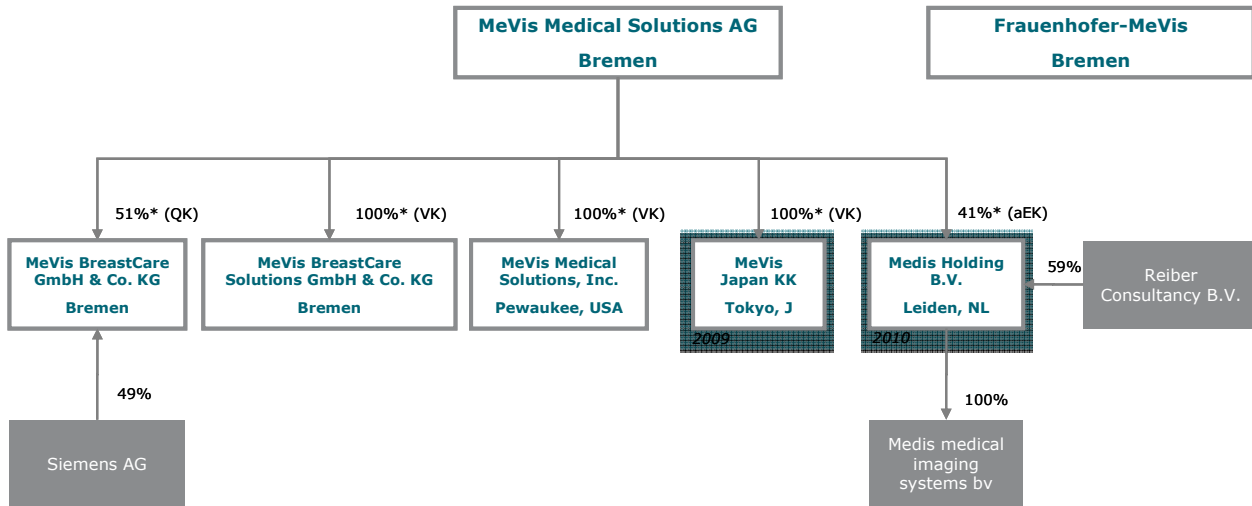 MeVis Medical Solutions AG
Bremen
Frauenhofer-MeVis
Bremen
51%* (QK)
100%* (VK)
100%* (VK)
100%* (VK)
41%* (aEK)
MeVis BreastCare
GmbH & Co. KG
Bremen
MeVis BreastCare
Solutions GmbH & Co. KG
Bremen
MeVis Medical
Solutions, Inc.
Pewaukee, USA
MeVis
Japan KK
Tokyo, J
2009
Medis Holding
B.V.
Leiden, NL
2010
59%
Reiber
Consultancy B.V.
49%
100%
Siemens AG
Medis medical
imaging
systems bv